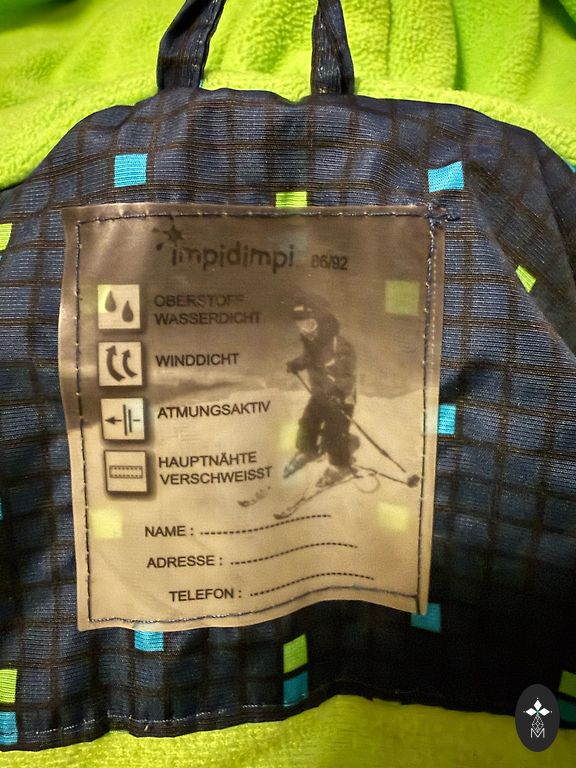 impidimpi 86/92
OBERSTOFF
WASSERDICHT
WINDDICHT
ATMUNGSAKTIV
HAUPTNÄHTE
VERSCHWEISST
NAME :
ADRESSE :
TELEFON :